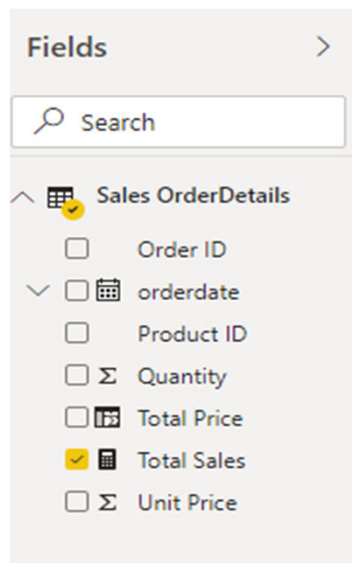 Fields
Search
Sales OrderDetails
Order ID
orderdate
Product ID
Σ Quantity
Total Price
Total Sales
Σ Unit Price